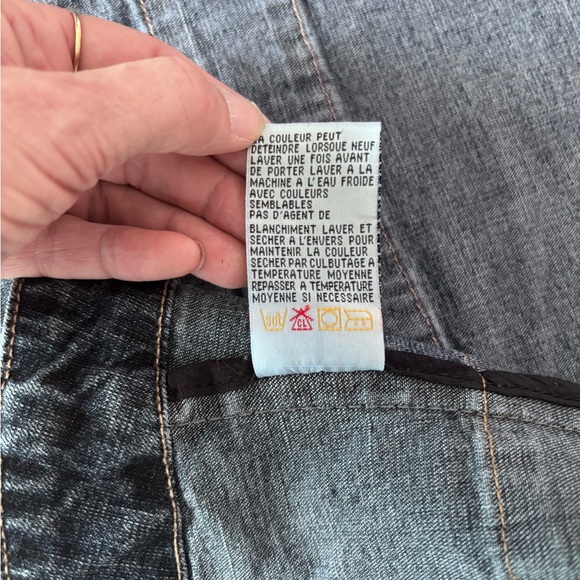 LA COULEUR PEUT
DETEINDRE LORSQUE NEUF
LAVER UNE FOIS AVANT
DE PORTER LAVER A LA
MACHINE A L'EAU FROIDE
AVEC COULEURS
SEMBLABLES
PAS D'AGENT DE
BLANCHIMENT LAVER ET
SECHER A L'ENVERS POUR
MAINTENIR LA COULEUR
SECHER PAR CULBUTAGE A
TEMPERATURE MOYENNE
REPASSER A TEMPERATURE
MOYENNE SI NECESSAIRE
CL